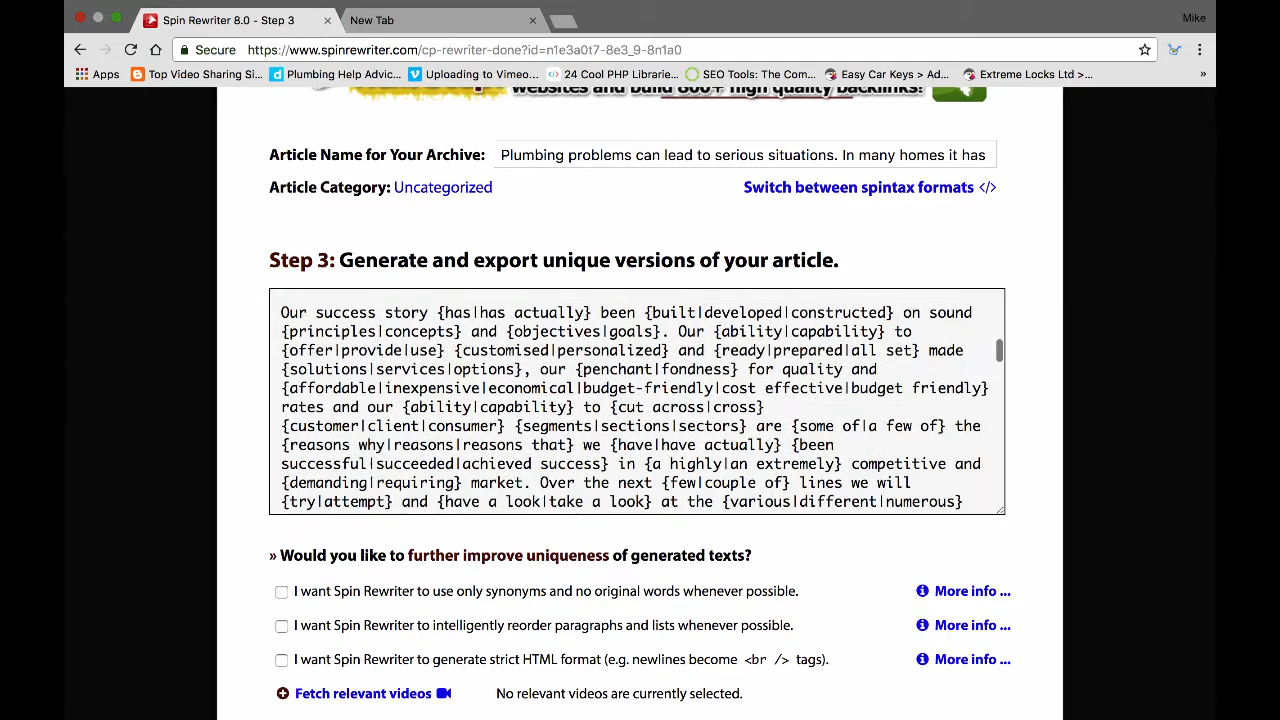 Spin Rewriter 8.0 - Step 3
New Tab
Mike
Secure https://www.spinrewriter.com/cp-rewriter-done?id=n1e3a0t7-8e3_9-8n1a0
Apps Top Video Sharing Si... Plumbing Help Advic... Uploading to Vimeo... 24 Cool PHP Librarie... SEO Tools: The Com... Easy Car Keys > Ad... Extreme Locks Ltd >... »
websites and build 800+ high quality backlinks!
Article Name for Your Archive: Plumbing problems can lead to serious situations. In many homes it has
Article Category: Uncategorized Switch between spintax formats </>
Step 3: Generate and export unique versions of your article.
Our success story {has|has actually} been {built|developed|constructed} on sound
{principles|concepts} and {objectives|goals}. Our {ability|capability} to
{offer|provide|use} {customised|personalized} and {ready|prepared|all set} made
{solutions|services|options}, our {penchant|fondness} for quality and
{affordable|inexpensive|economical|budget-friendly|cost effective|budget friendly}
rates and our {ability|capability} to {cut across|cross}
{customer|client|consumer} {segments|sections|sectors} are {some of|a few of} the
{reasons why|reasons|reasons that} we {have|have actually} {been
successful|succeeded|achieved success} in {a highly|an extremely} competitive and
{demanding|requiring} market. Over the next {few|couple of} lines we will
{try|attempt} and {have a look|take a look} at the {various|different|numerous}
» Would you like to further improve uniqueness of generated texts?
I want Spin Rewriter to use only synonyms and no original words whenever possible. More info ...
I want Spin Rewriter to intelligently reorder paragraphs and lists whenever possible. More info ...
I want Spin Rewriter to generate strict HTML format (e.g. newlines become <br /> tags). More info ...
Fetch relevant videos No relevant videos are currently selected.